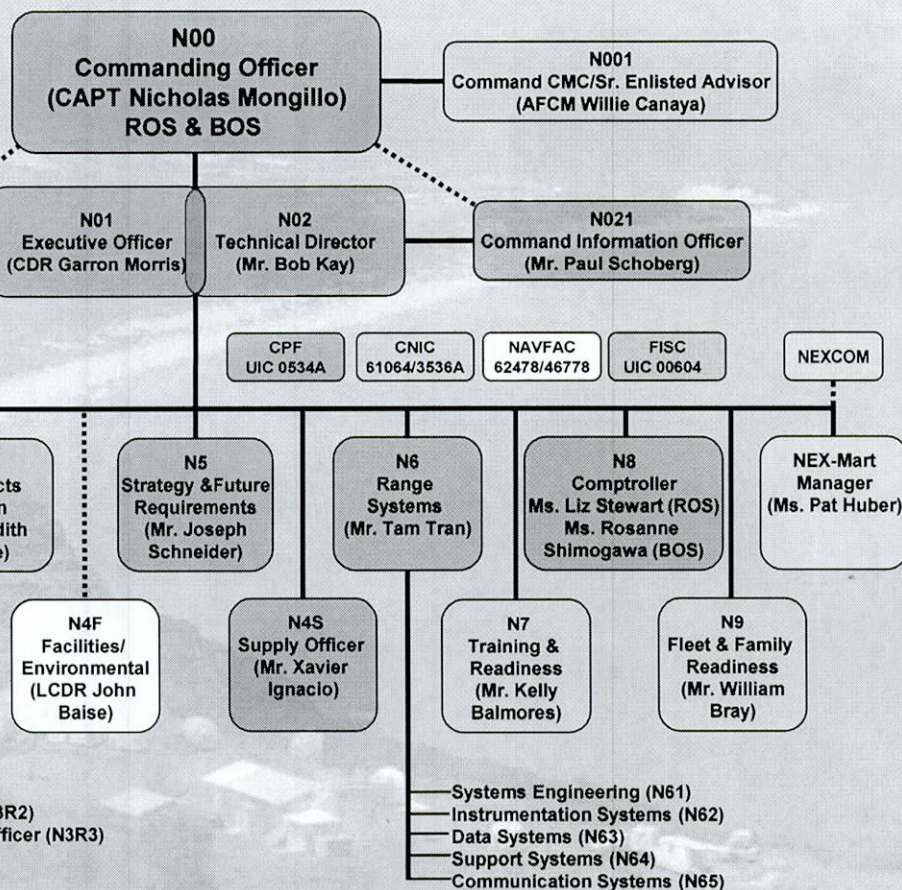 N00
Commanding Officer
(CAPT Nicholas Mongillo)
ROS & BOS
N001
Command CMC/Sr. Enlisted Advisor
(AFCM Willie Canaya)
N01
Executive Officer
(CDR Garron Morris)
N02
Technical Director
(Mr. Bob Kay)
N021
Command Information Officer
(Mr. Paul Schoberg)
CPF
UIC 0534A
CNIC
61064/3536A
NAVFAC
62478/46778
FISC
UIC 00604
NEXCOM
N5
Strategy &Future
Requirements
(Mr. Joseph
Schneider)
N6
Range
Systems
(Mr. Tam Tran)
N8
Comptroller
Ms. Liz Stewart (ROS)
Ms. Rosanne
Shimogawa (BOS)
NEX-Mart
Manager
(Ms. Pat Huber)
N4F
Facilities/
Environmental
(LCDR John
Baise)
N4S
Supply Officer
(Mr. Xavier
Ignacio)
N7
Training &
Readiness
(Mr. Kelly
Balmores)
N9
Fleet & Family
Readiness
(Mr. William
Bray)
(N3R3)
Systems Engineering (N61)
Instrumentation Systems (N62)
Data Systems (N63)
Support Systems (N64)
Communication Systems (N65)